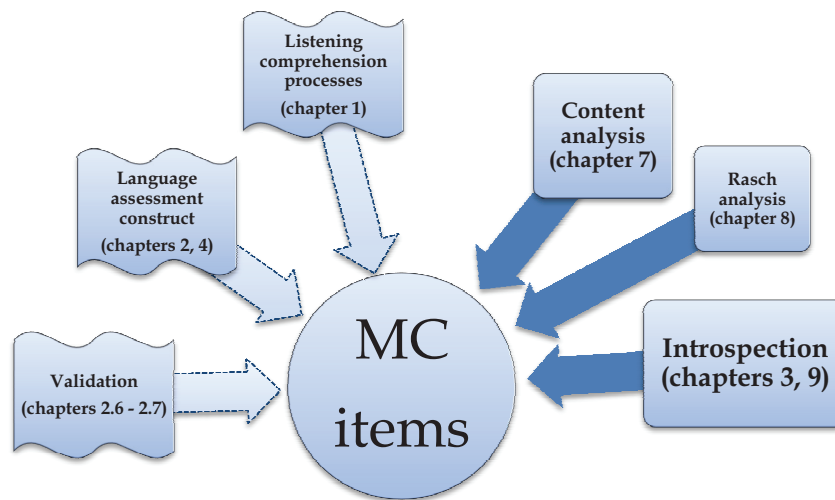 Listening
comprehension
processes
(chapter 1)
Content
analysis
(chapter 7)
Language
assessment
construct
(chapters 2, 4)
Rasch
analysis
(chapter 8)
MC
items
Validation
(chapters 2.6 - 2.7)
Introspection
(chapters 3, 9)